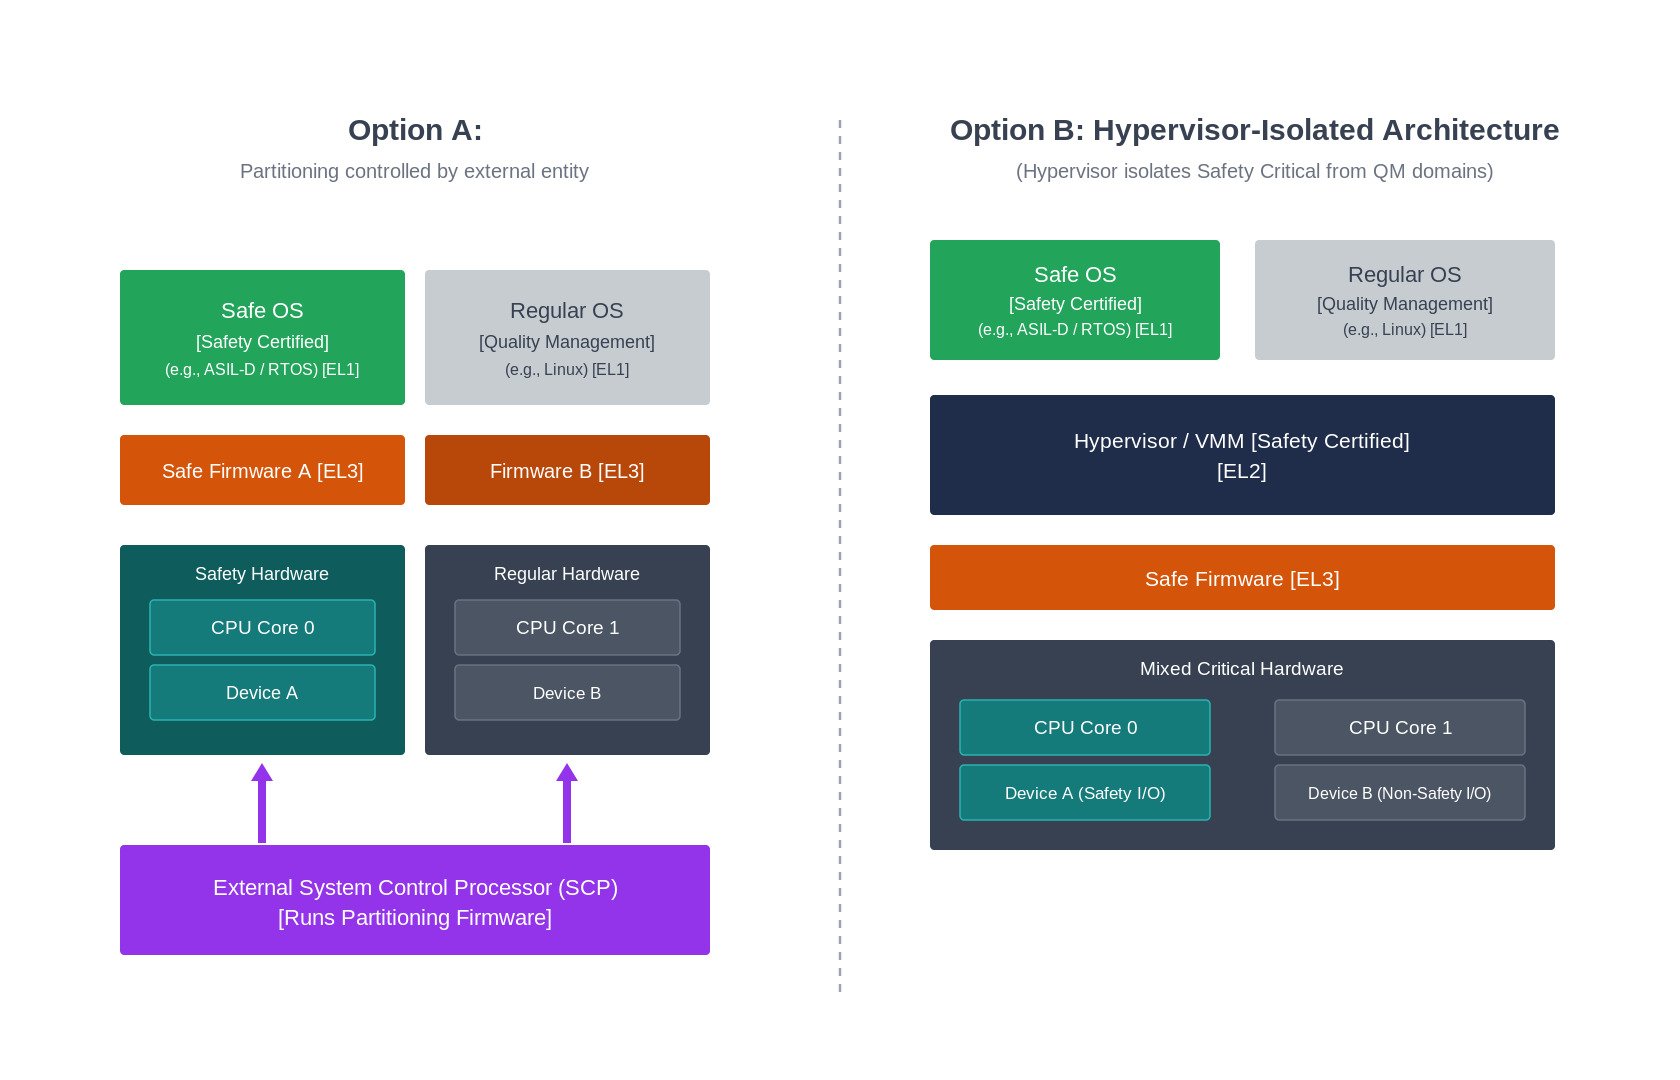 Option A:
Partitioning controlled by external entity
Safe OS
[Safety Certified]
(e.g., ASIL-D / RTOS) [EL1]
Regular OS
[Quality Management]
(e.g., Linux) [EL1]
Safe Firmware A [EL3]
Firmware B [EL3]
Safety Hardware
CPU Core 0
Device A
Regular Hardware
CPU Core 1
Device B
External System Control Processor (SCP)
[Runs Partitioning Firmware]
Option B: Hypervisor-Isolated Architecture
(Hypervisor isolates Safety Critical from QM domains)
Safe OS
[Safety Certified]
(e.g., ASIL-D / RTOS) [EL1]
Regular OS
[Quality Management]
(e.g., Linux) [EL1]
Hypervisor / VMM [Safety Certified]
[EL2]
Safe Firmware [EL3]
Mixed Critical Hardware
CPU Core 0
Device A (Safety I/O)
CPU Core 1
Device B (Non-Safety I/O)